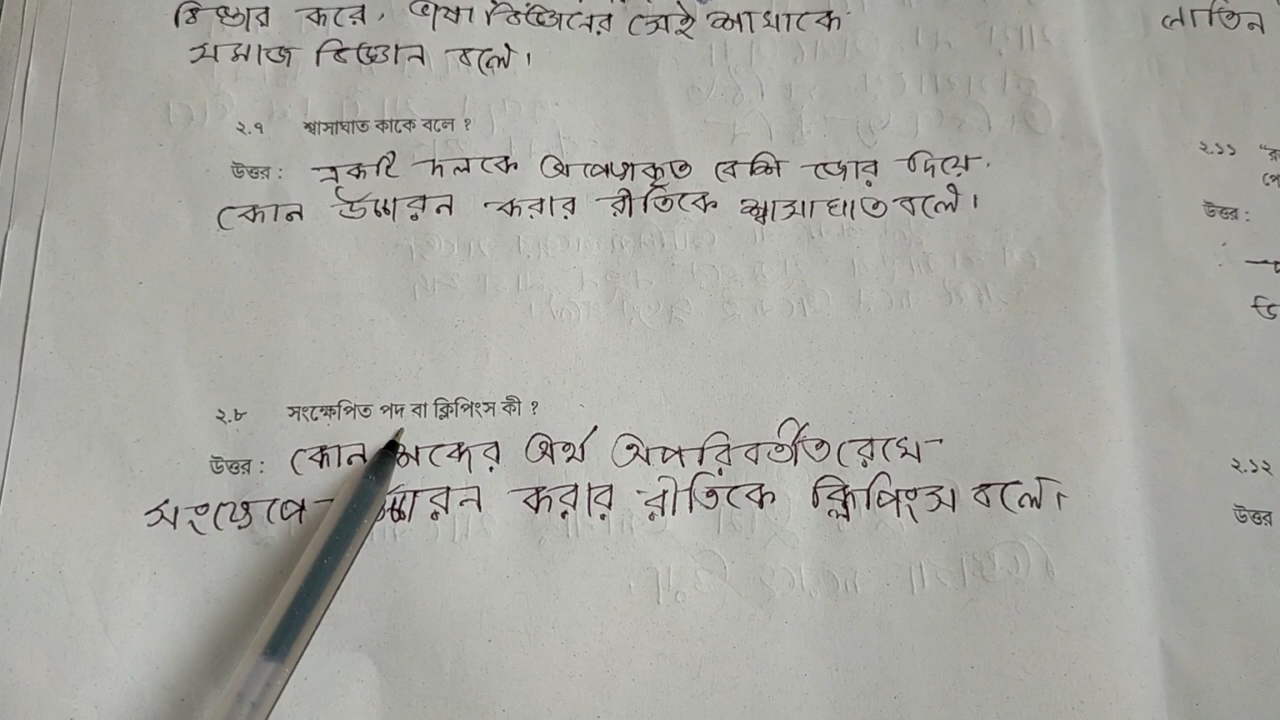 বিস্তার করে, ভাষা বিজ্ঞানের সেই শাখাকে
সমাজ বিজ্ঞান বলে।
২.৭ শ্বাসাঘাত কাকে বলে ?
উত্তর: একটি দলকে অপেক্ষাকৃত বেশি জোর দিয়ে
কোন উচ্চারন করার রীতিকে শ্বাসাঘাত বলে।
২.৮ সংক্ষেপিত পদ বা ক্লিপিংস কী ?
উত্তর: কোন শব্দের অর্থ অপরিবর্তীত রেখে
সংক্ষেপে উচ্চারন করার রীতিকে ক্লিপিংস বলে।
লাতিন
২.১১
উত্তর:
২.১২
উত্তর